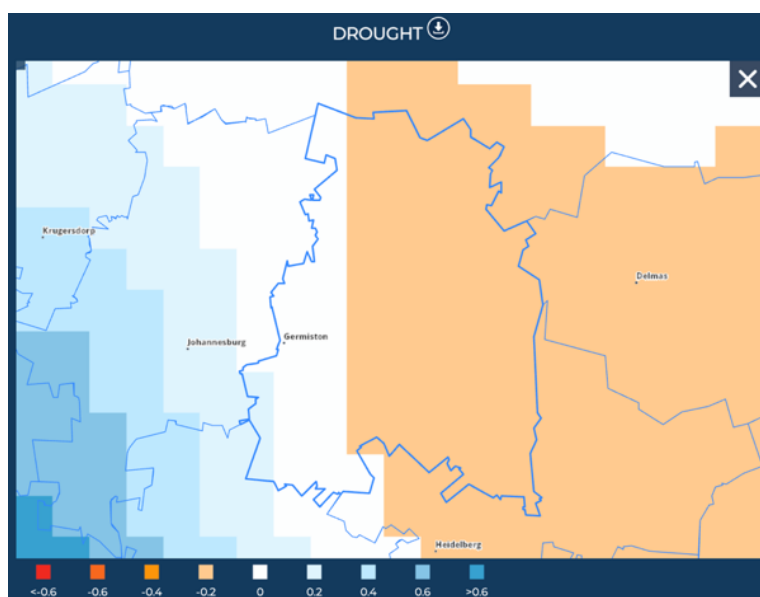 DROUGHT
Krugersdorp
Delmas
Johannesburg
Germiston
Heidelberg
<-0.6 -0.6 -0.4 -0.2 0 0.2 0.4 0.6 >0.6